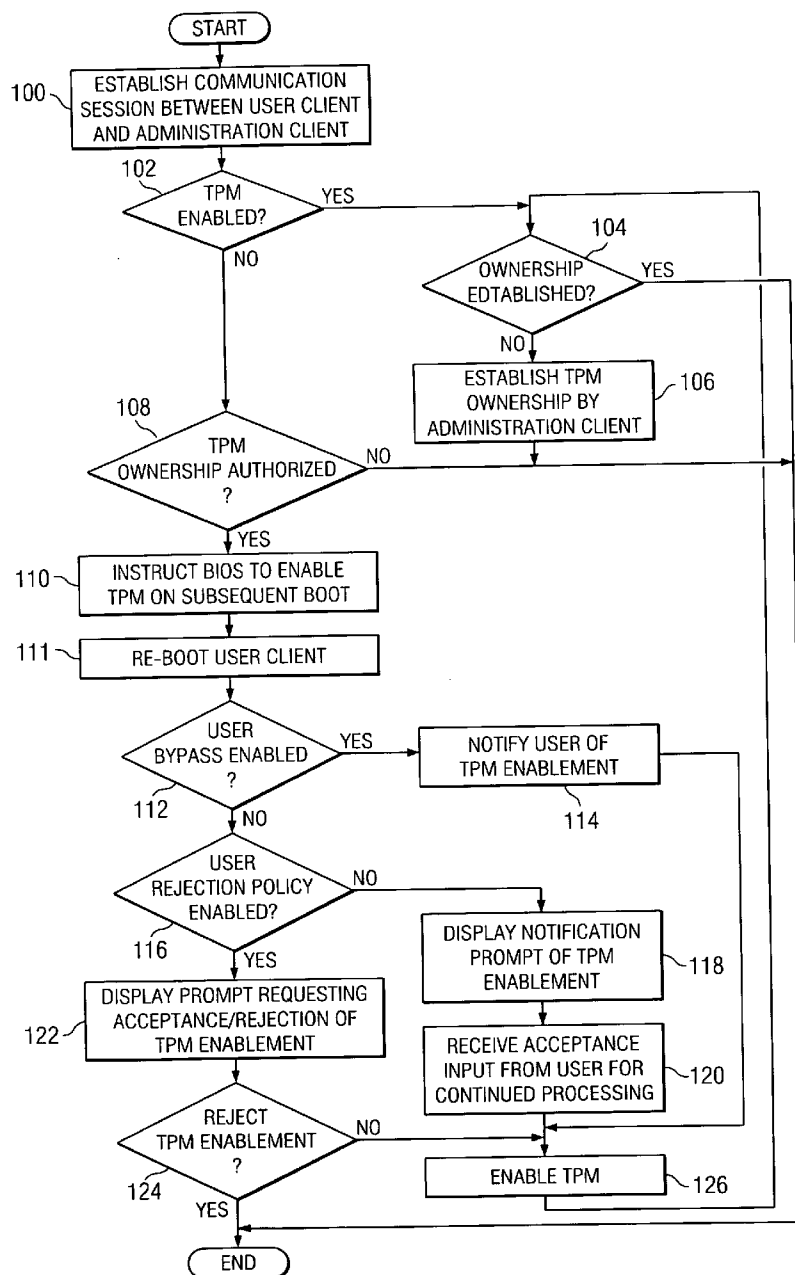 START
100
ESTABLISH COMMUNICATION
SESSION BETWEEN USER CLIENT
AND ADMINISTRATION CLIENT
102
TPM
ENABLED?
YES
NO
104
OWNERSHIP
EDTABLISHED?
YES
NO
ESTABLISH TPM
OWNERSHIP BY
ADMINISTRATION CLIENT
106
108
TPM
OWNERSHIP AUTHORIZED
?
NO
YES
110
INSTRUCT BIOS TO ENABLE
TPM ON SUBSEQUENT BOOT
111
RE-BOOT USER CLIENT
USER
BYPASS ENABLED
?
YES
112
NO
NOTIFY USER OF
TPM ENABLEMENT
114
USER
REJECTION POLICY
ENABLED?
NO
116
YES
DISPLAY NOTIFICATION
PROMPT OF TPM
ENABLEMENT
118
122
DISPLAY PROMPT REQUESTING
ACCEPTANCE/REJECTION OF
TPM ENABLEMENT
RECEIVE ACCEPTANCE
INPUT FROM USER FOR
CONTINUED PROCESSING
120
REJECT
TPM ENABLEMENT
?
NO
124
YES
ENABLE TPM
126
END